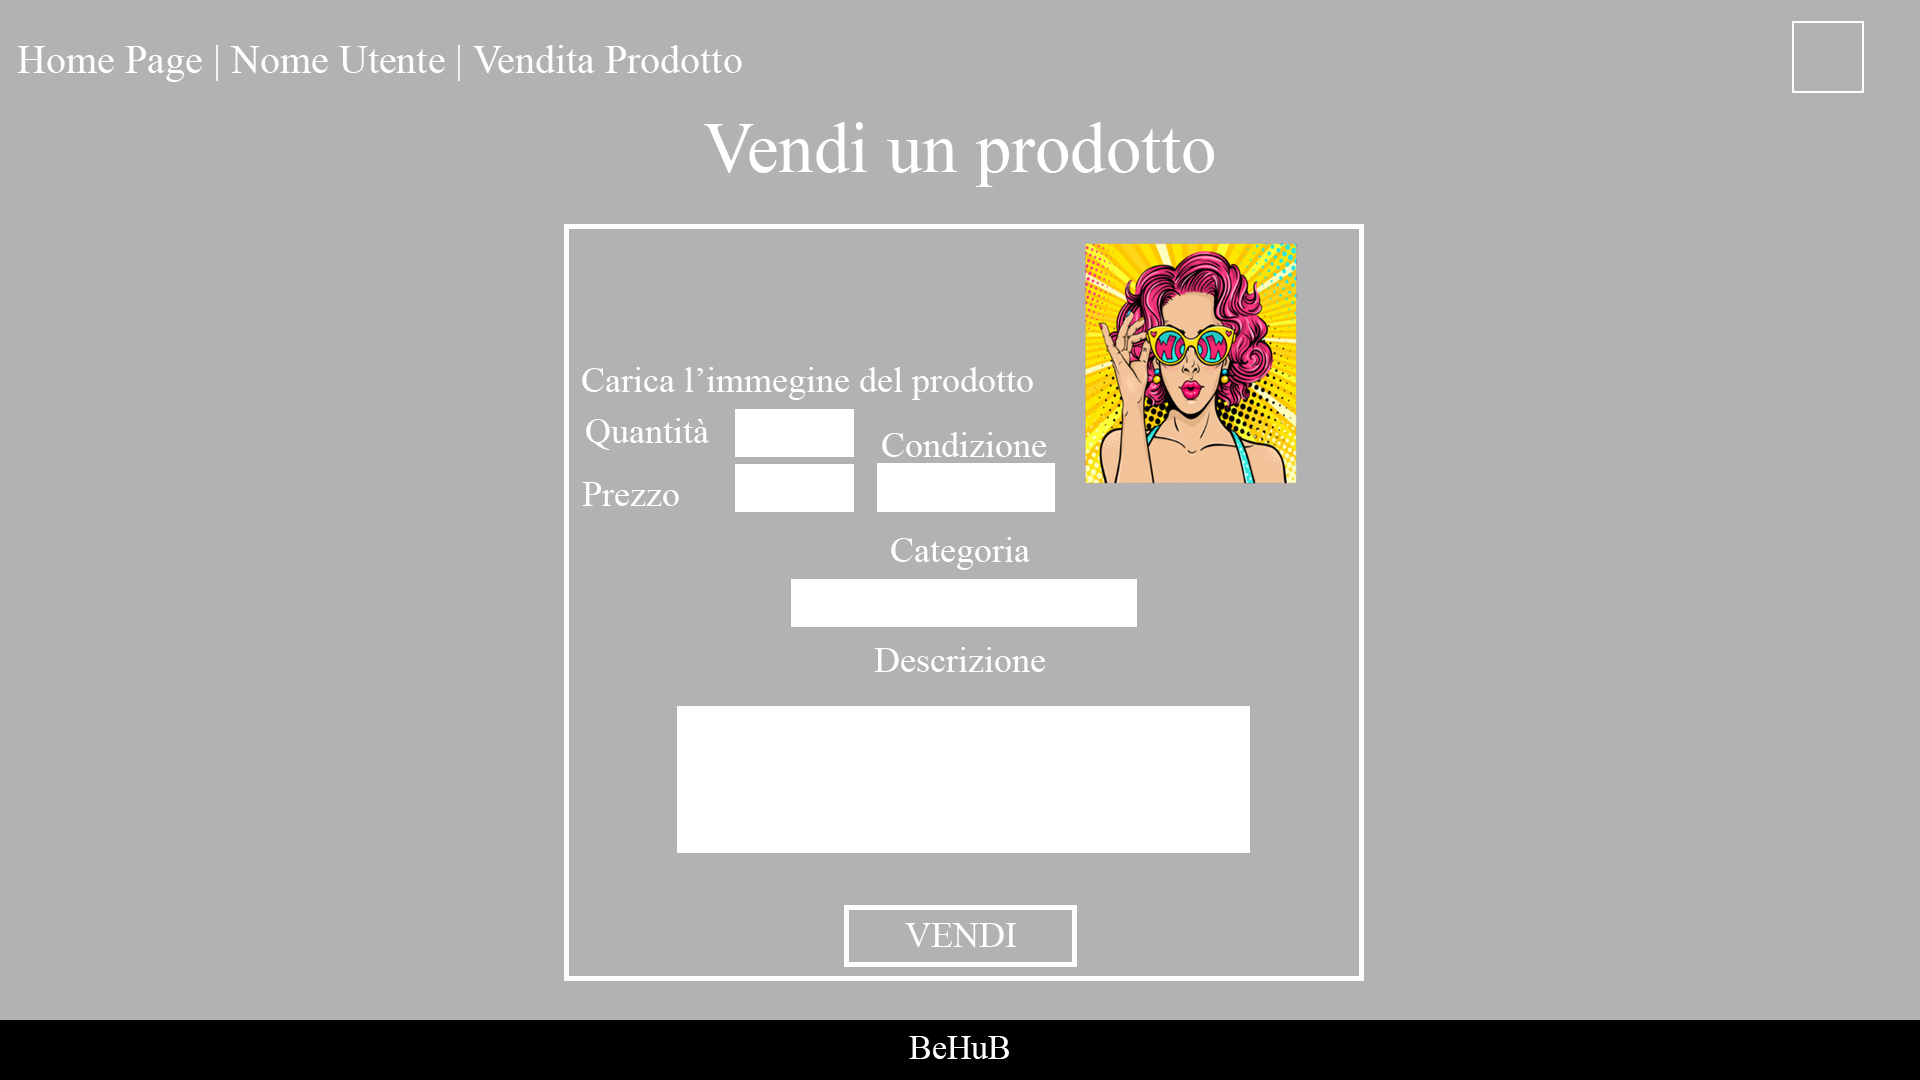 Home Page | Nome Utente | Vendita Prodotto
Vendi un prodotto
WOW
Carica l’immegine del prodotto
Quantità
Condizione
Prezzo
Categoria
Descrizione
VENDI
BeHuB